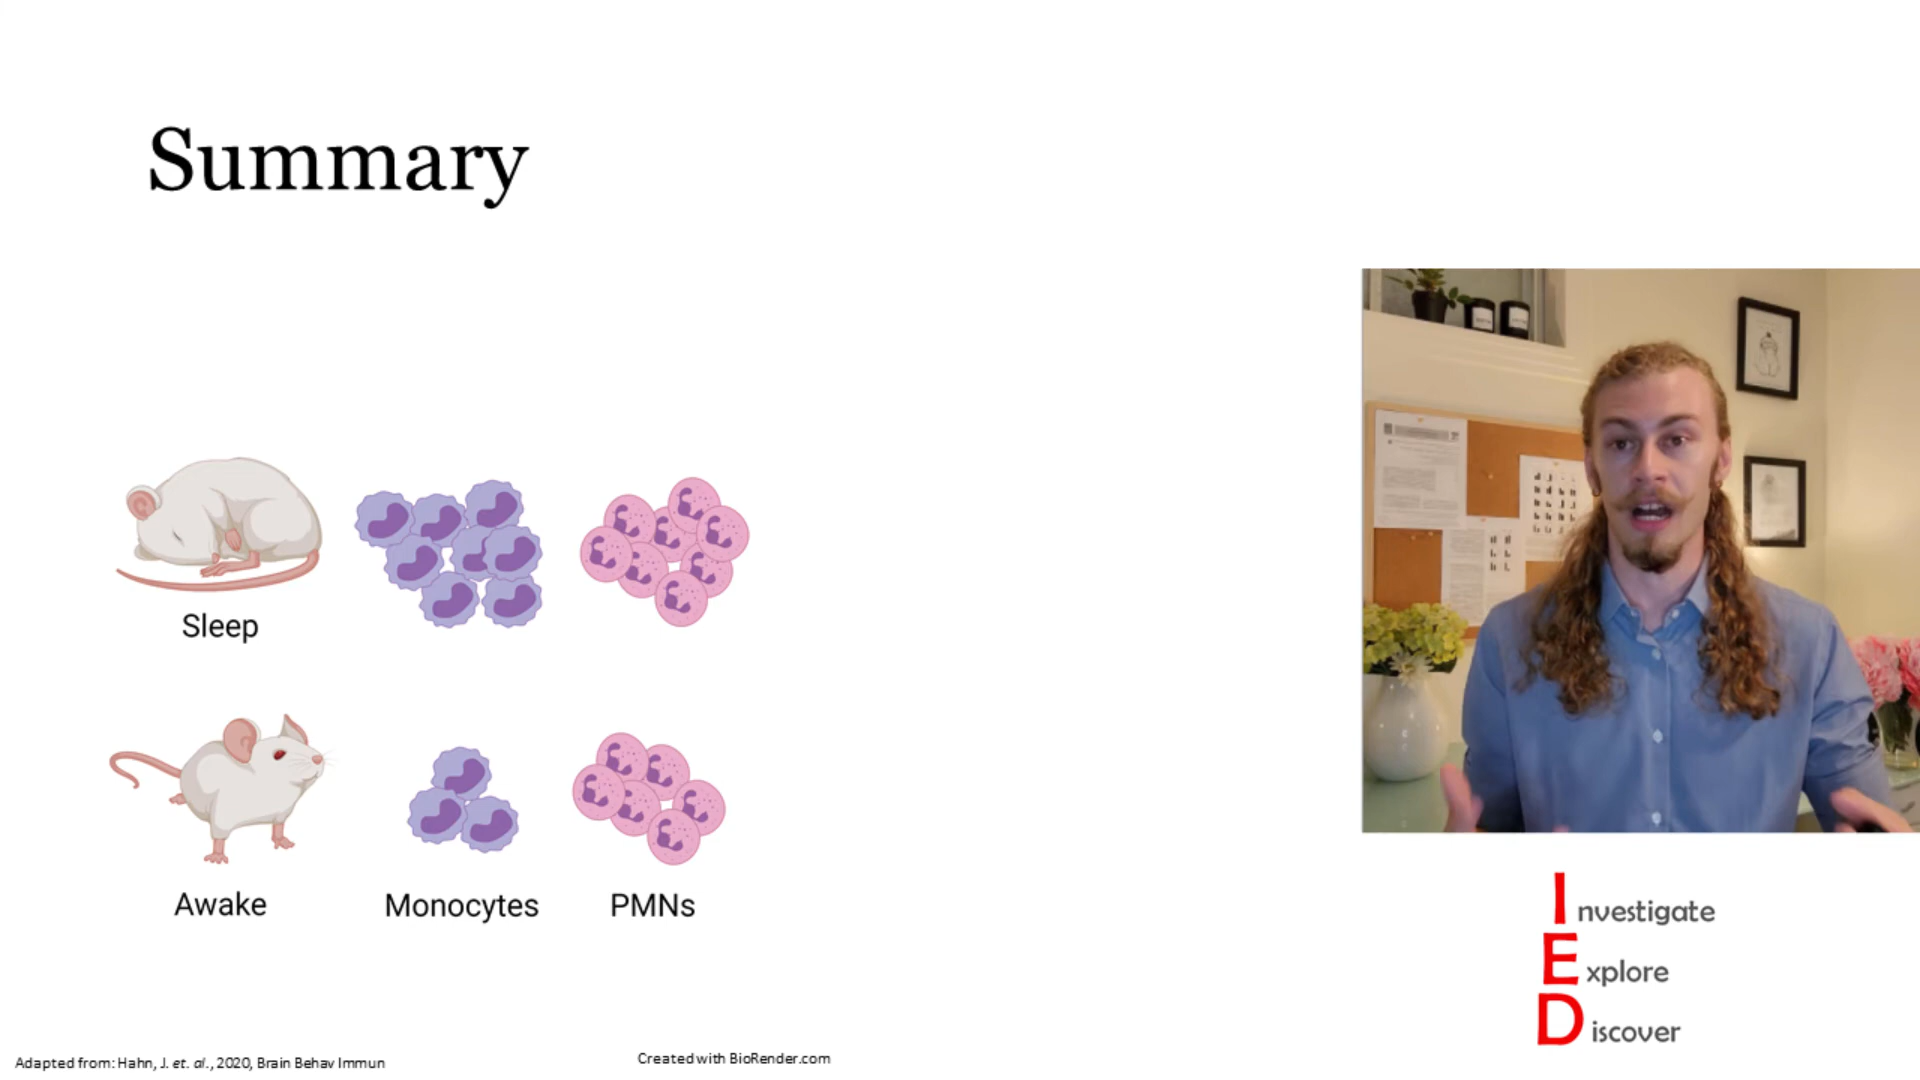 Summary
Sleep
Awake
Monocytes
PMNs
Investigate
Explore
Discover
Adapted from: Hahn, J. et. al., 2020, Brain Behav Immun
Created with BioRender.com